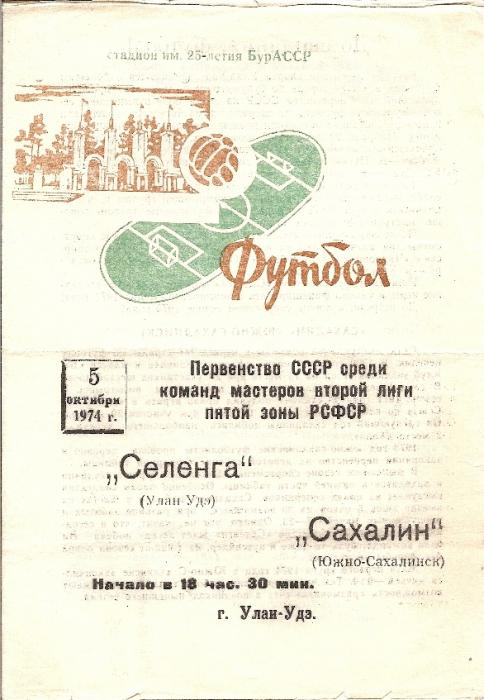 стадион им. 25-летия БурАССР
Футбол
5
октября
1974 г.
Первенство СССР среди
команд мастеров второй лиги
пятой зоны РСФСР
„Селенга“
(Улан-Удэ)
„Сахалин“
(Южно-Сахалинск)
Начало в 18 час. 30 мин.
г. Улан-Удэ.